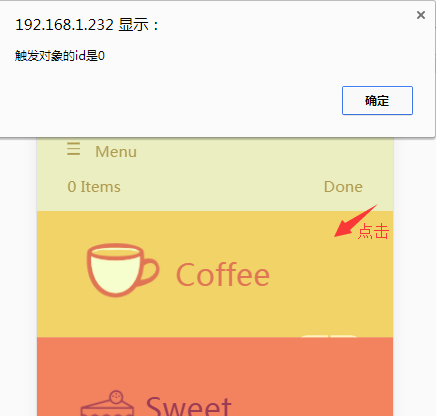 192.168.1.232 显示：
触发对象的id是0
确定
☰ Menu
0 Items Done
点击
Coffee
Sweet